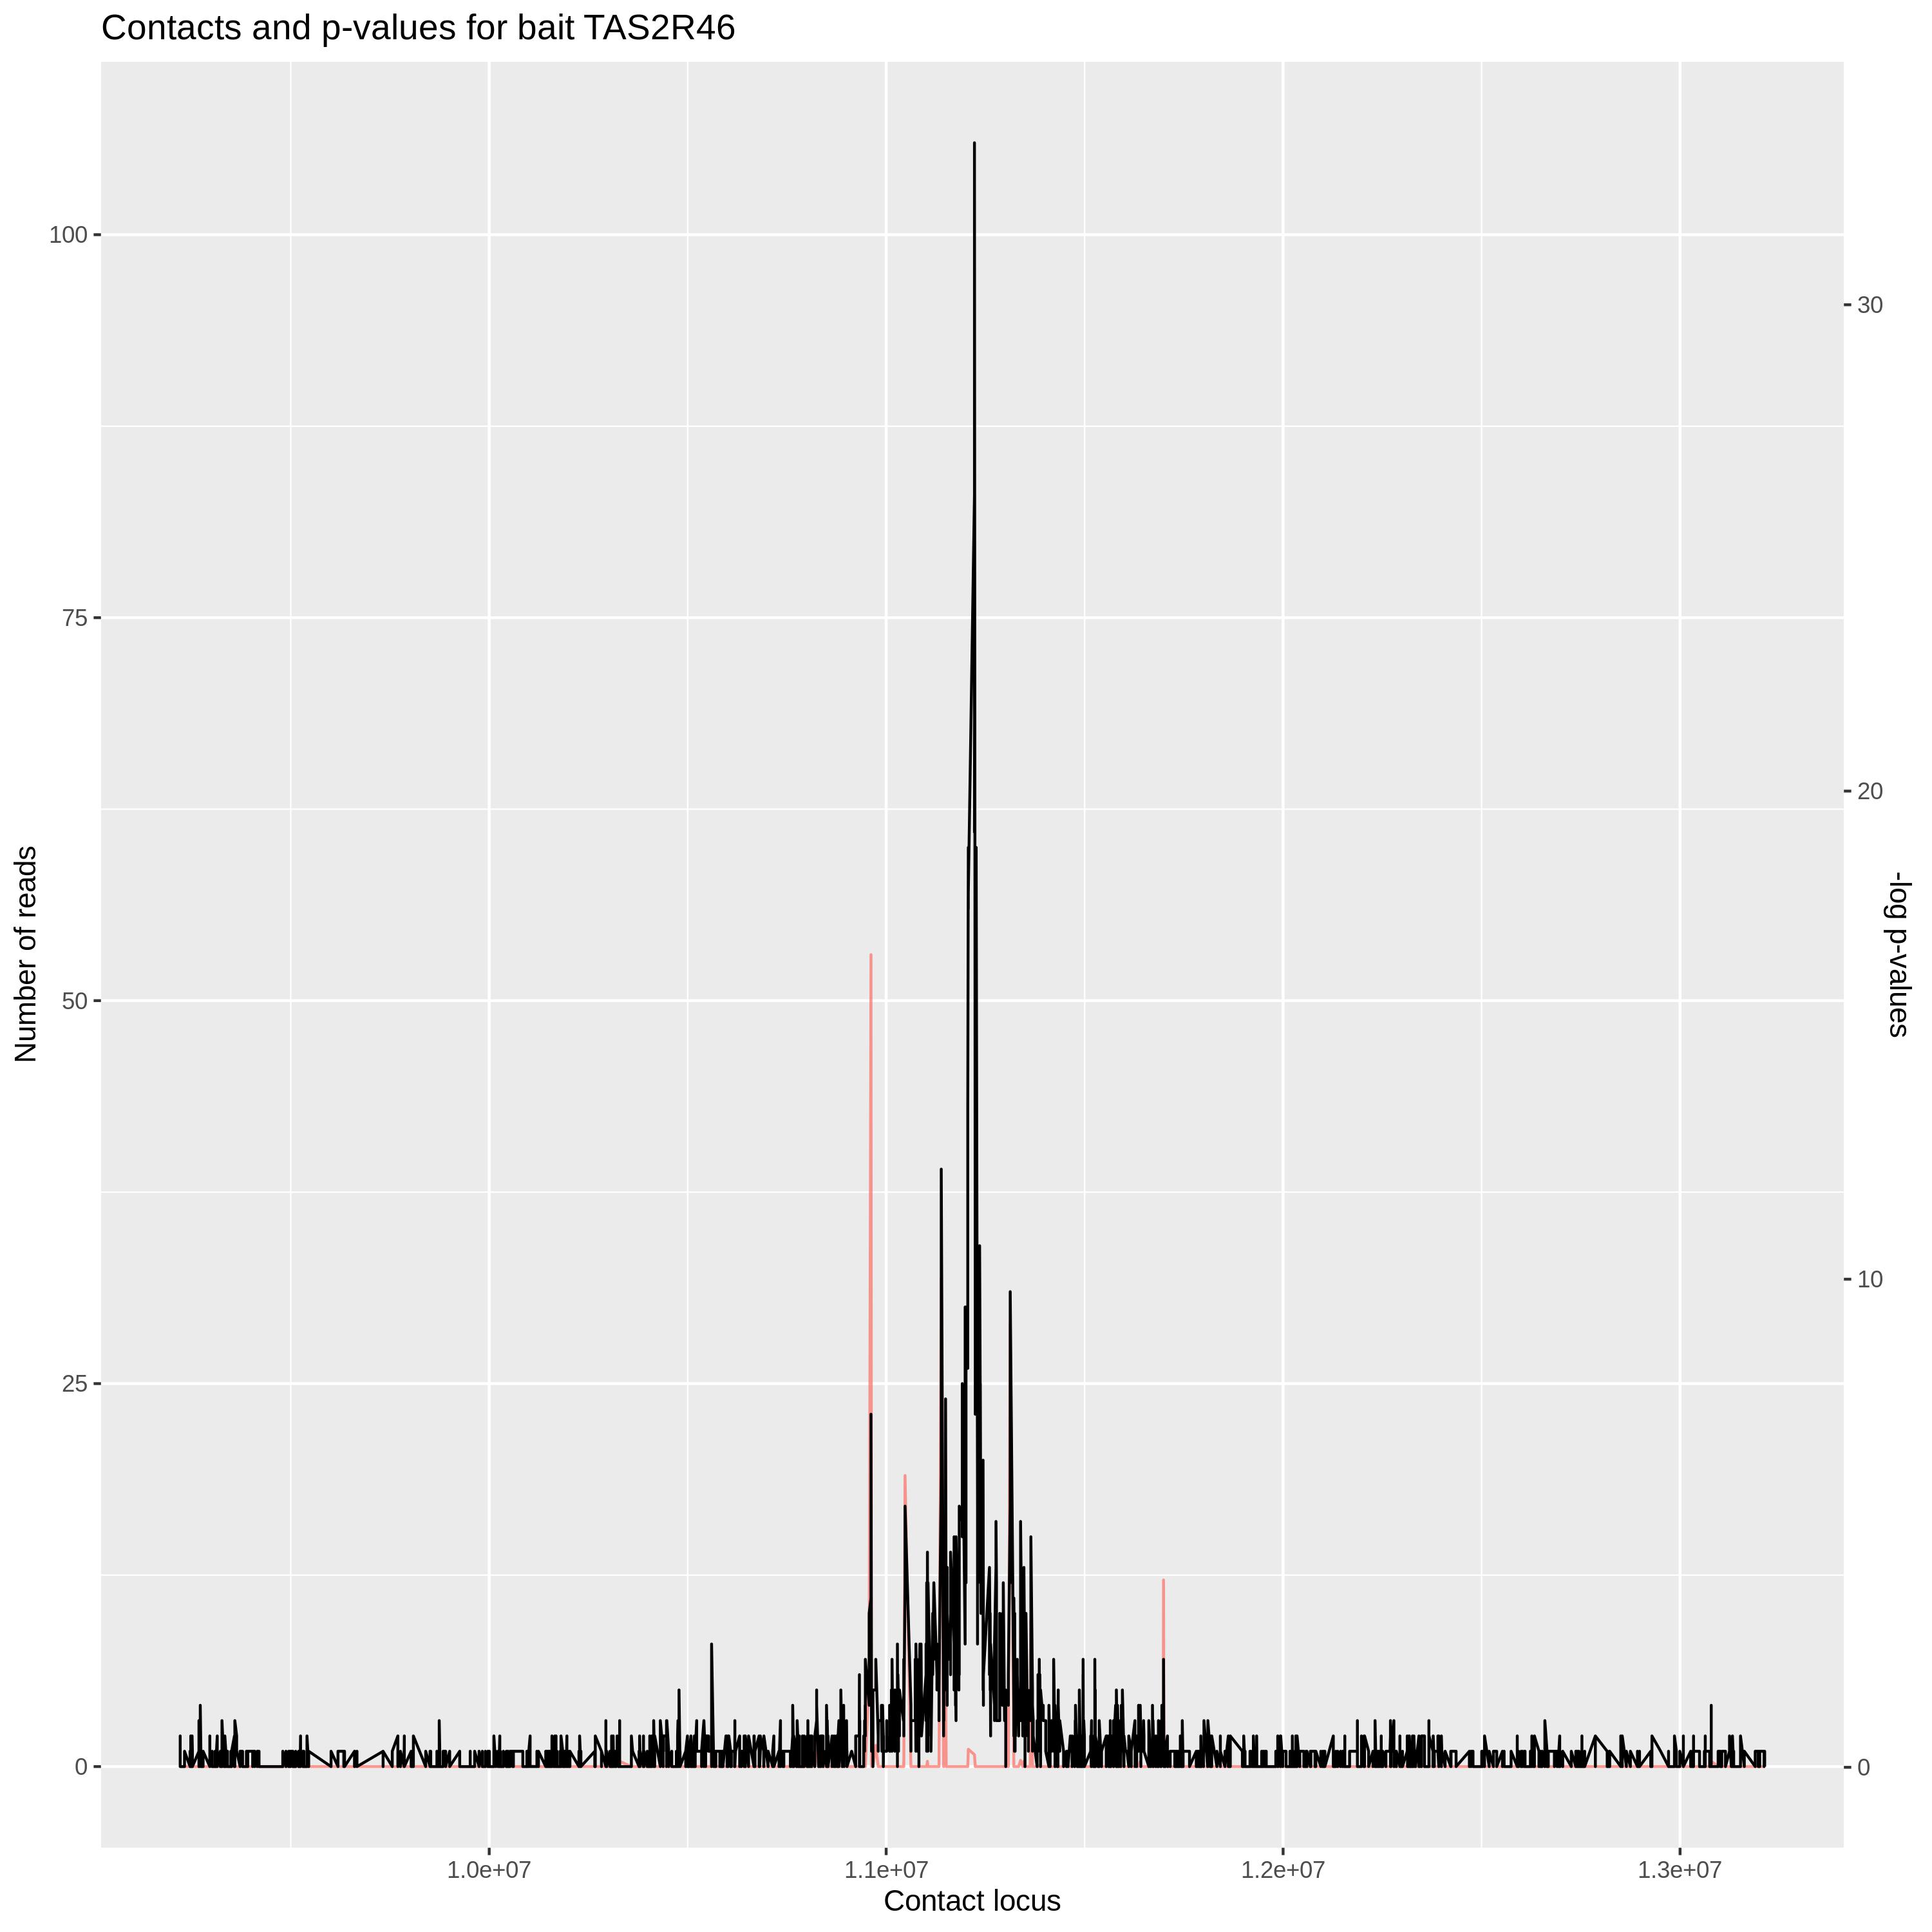 Contacts and p-values for bait TAS2R46
100
75
50
25
0
Number of reads
30
20
10
0
-log p-values
1.0e+07
1.1e+07
1.2e+07
1.3e+07
Contact locus